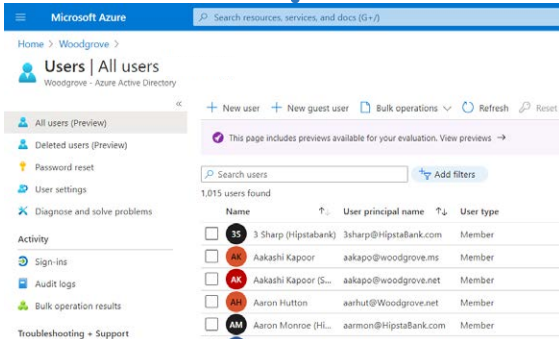 Microsoft Azure
Search resources, services, and docs (G+/)
Home > Woodgrove >
Users | All users
Woodgrove - Azure Active Directory
«
All users (Preview)
Deleted users (Preview)
Password reset
User settings
Diagnose and solve problems
Activity
Sign-ins
Audit logs
Bulk operation results
Troubleshooting + Support
+ New user + New guest user Bulk operations Refresh Reset
This page includes previews available for your evaluation. View previews →
Search users
Add filters
1,015 users found
Name ↑↓ User principal name ↑↓ User type
3S 3 Sharp (Hipstabank) 3sharp@HipstaBank.com Member
AK Aakashi Kapoor aakapo@woodgrove.ms Member
AK Aakashi Kapoor (S... aakapo@woodgrove.net Member
AH Aaron Hutton aarhut@Woodgrove.net Member
AM Aaron Monroe (Hi... aarmon@HipstaBank.com Member